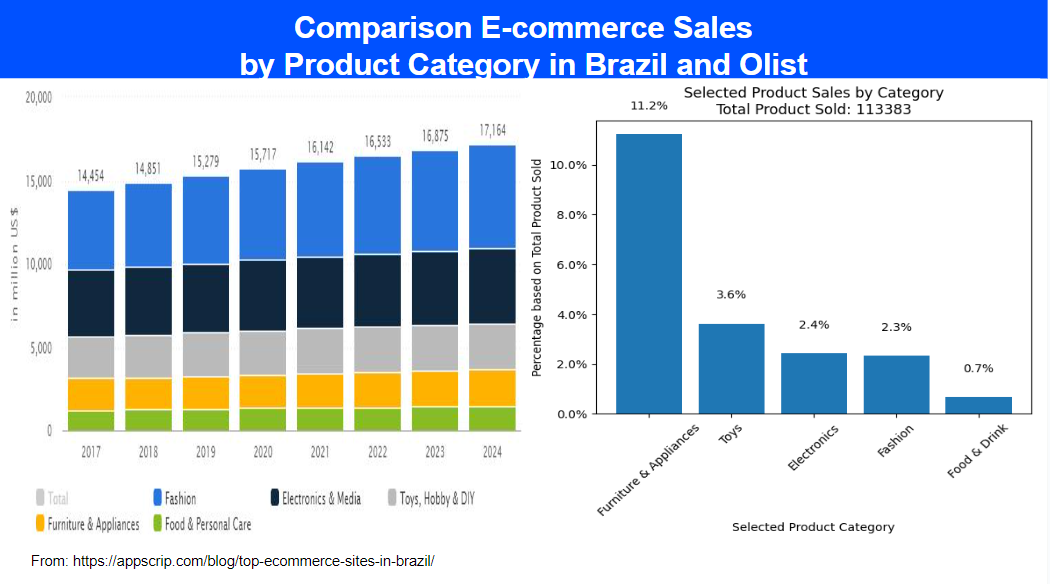 Comparison E-commerce Sales
by Product Category in Brazil and Olist
20,000
15,000
10,000
5,000
0
in million US$
14,454
14,851
15,279
15,717
16,142
16,533
16,875
17,164
2017
2018
2019
2020
2021
2022
2023
2024
Total
Fashion
Electronics & Media
Toys, Hobby & DIY
Furniture & Appliances
Food & Personal Care
From: https://appscrip.com/blog/top-ecommerce-sites-in-brazil/
Selected Product Sales by Category
Total Product Sold: 113383
Percentage based on Total Product Sold
10.0%
8.0%
6.0%
4.0%
2.0%
0.0%
11.2%
3.6%
2.4%
2.3%
0.7%
Furniture & Appliances
Toys
Electronics
Fashion
Food & Drink
Selected Product Category